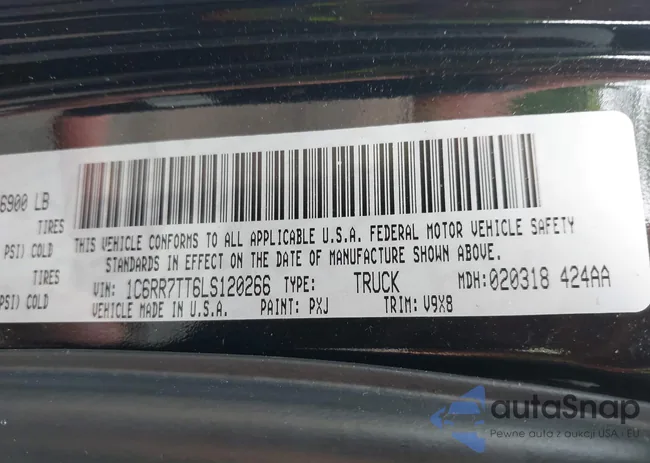 6900 LB
TIRES
PSI) COLD
TIRES
PSI) COLD
THIS VEHICLE CONFORMS TO ALL APPLICABLE U.S.A. FEDERAL MOTOR VEHICLE SAFETY
STANDARDS IN EFFECT ON THE DATE OF MANUFACTURE SHOWN ABOVE.
VIN: 1C6RR7TT6LS120266 TYPE: TRUCK MDH: 020318 424AA
VEHICLE MADE IN U.S.A. PAINT: PXJ TRIM: V9X8
autaSnap
Pewne auta z aukcji USA - EU